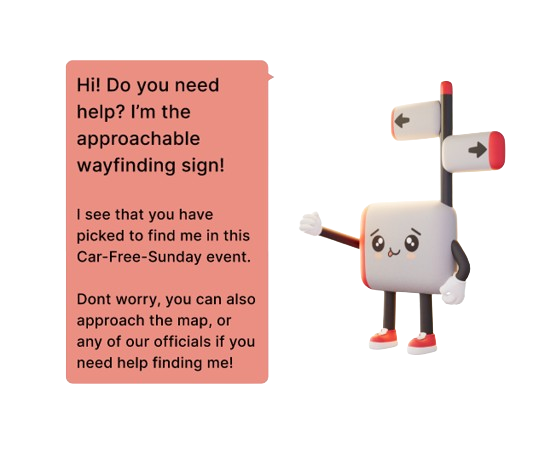 Hi! Do you need
help? I'm the
approachable
wayfinding sign!
I see that you have
picked to find me in this
Car-Free-Sunday event.
Dont worry, you can also
approach the map, or
any of our officials if you
need help finding me!